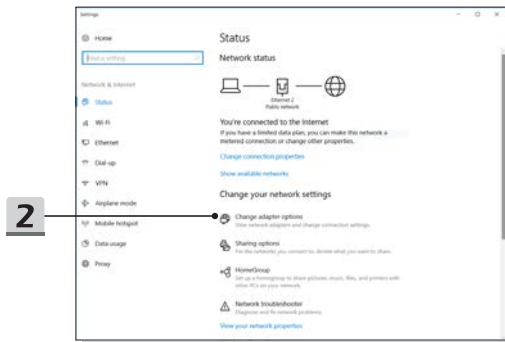 Settings
Home
Find a setting
Network & Internet
Status
Wi-Fi
Ethernet
Dial-up
VPN
Airplane mode
Mobile hotspot
Data usage
Proxy
2
Status
Network status
Ethernet 2
Public network
You're connected to the Internet
If you have a limited data plan, you can make this network a
metered connection or change other properties.
Change connection properties
Show available networks
Change your network settings
Change adapter options
View network adapters and change connection settings.
Sharing options
For the networks you connect to, decide what you want to share.
HomeGroup
Set up a homegroup to share pictures, music, files, and printers with
other PCs on your network.
Network troubleshooter
Diagnose and fix network problems.
View your network properties